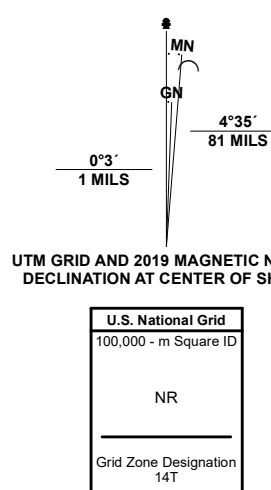 MN
GN
4°35´
81 MILS
0°3´
1 MILS
UTM GRID AND 2019 MAGNETIC N
DECLINATION AT CENTER OF SH
U.S. National Grid
100,000 - m Square ID
NR
Grid Zone Designation
14T